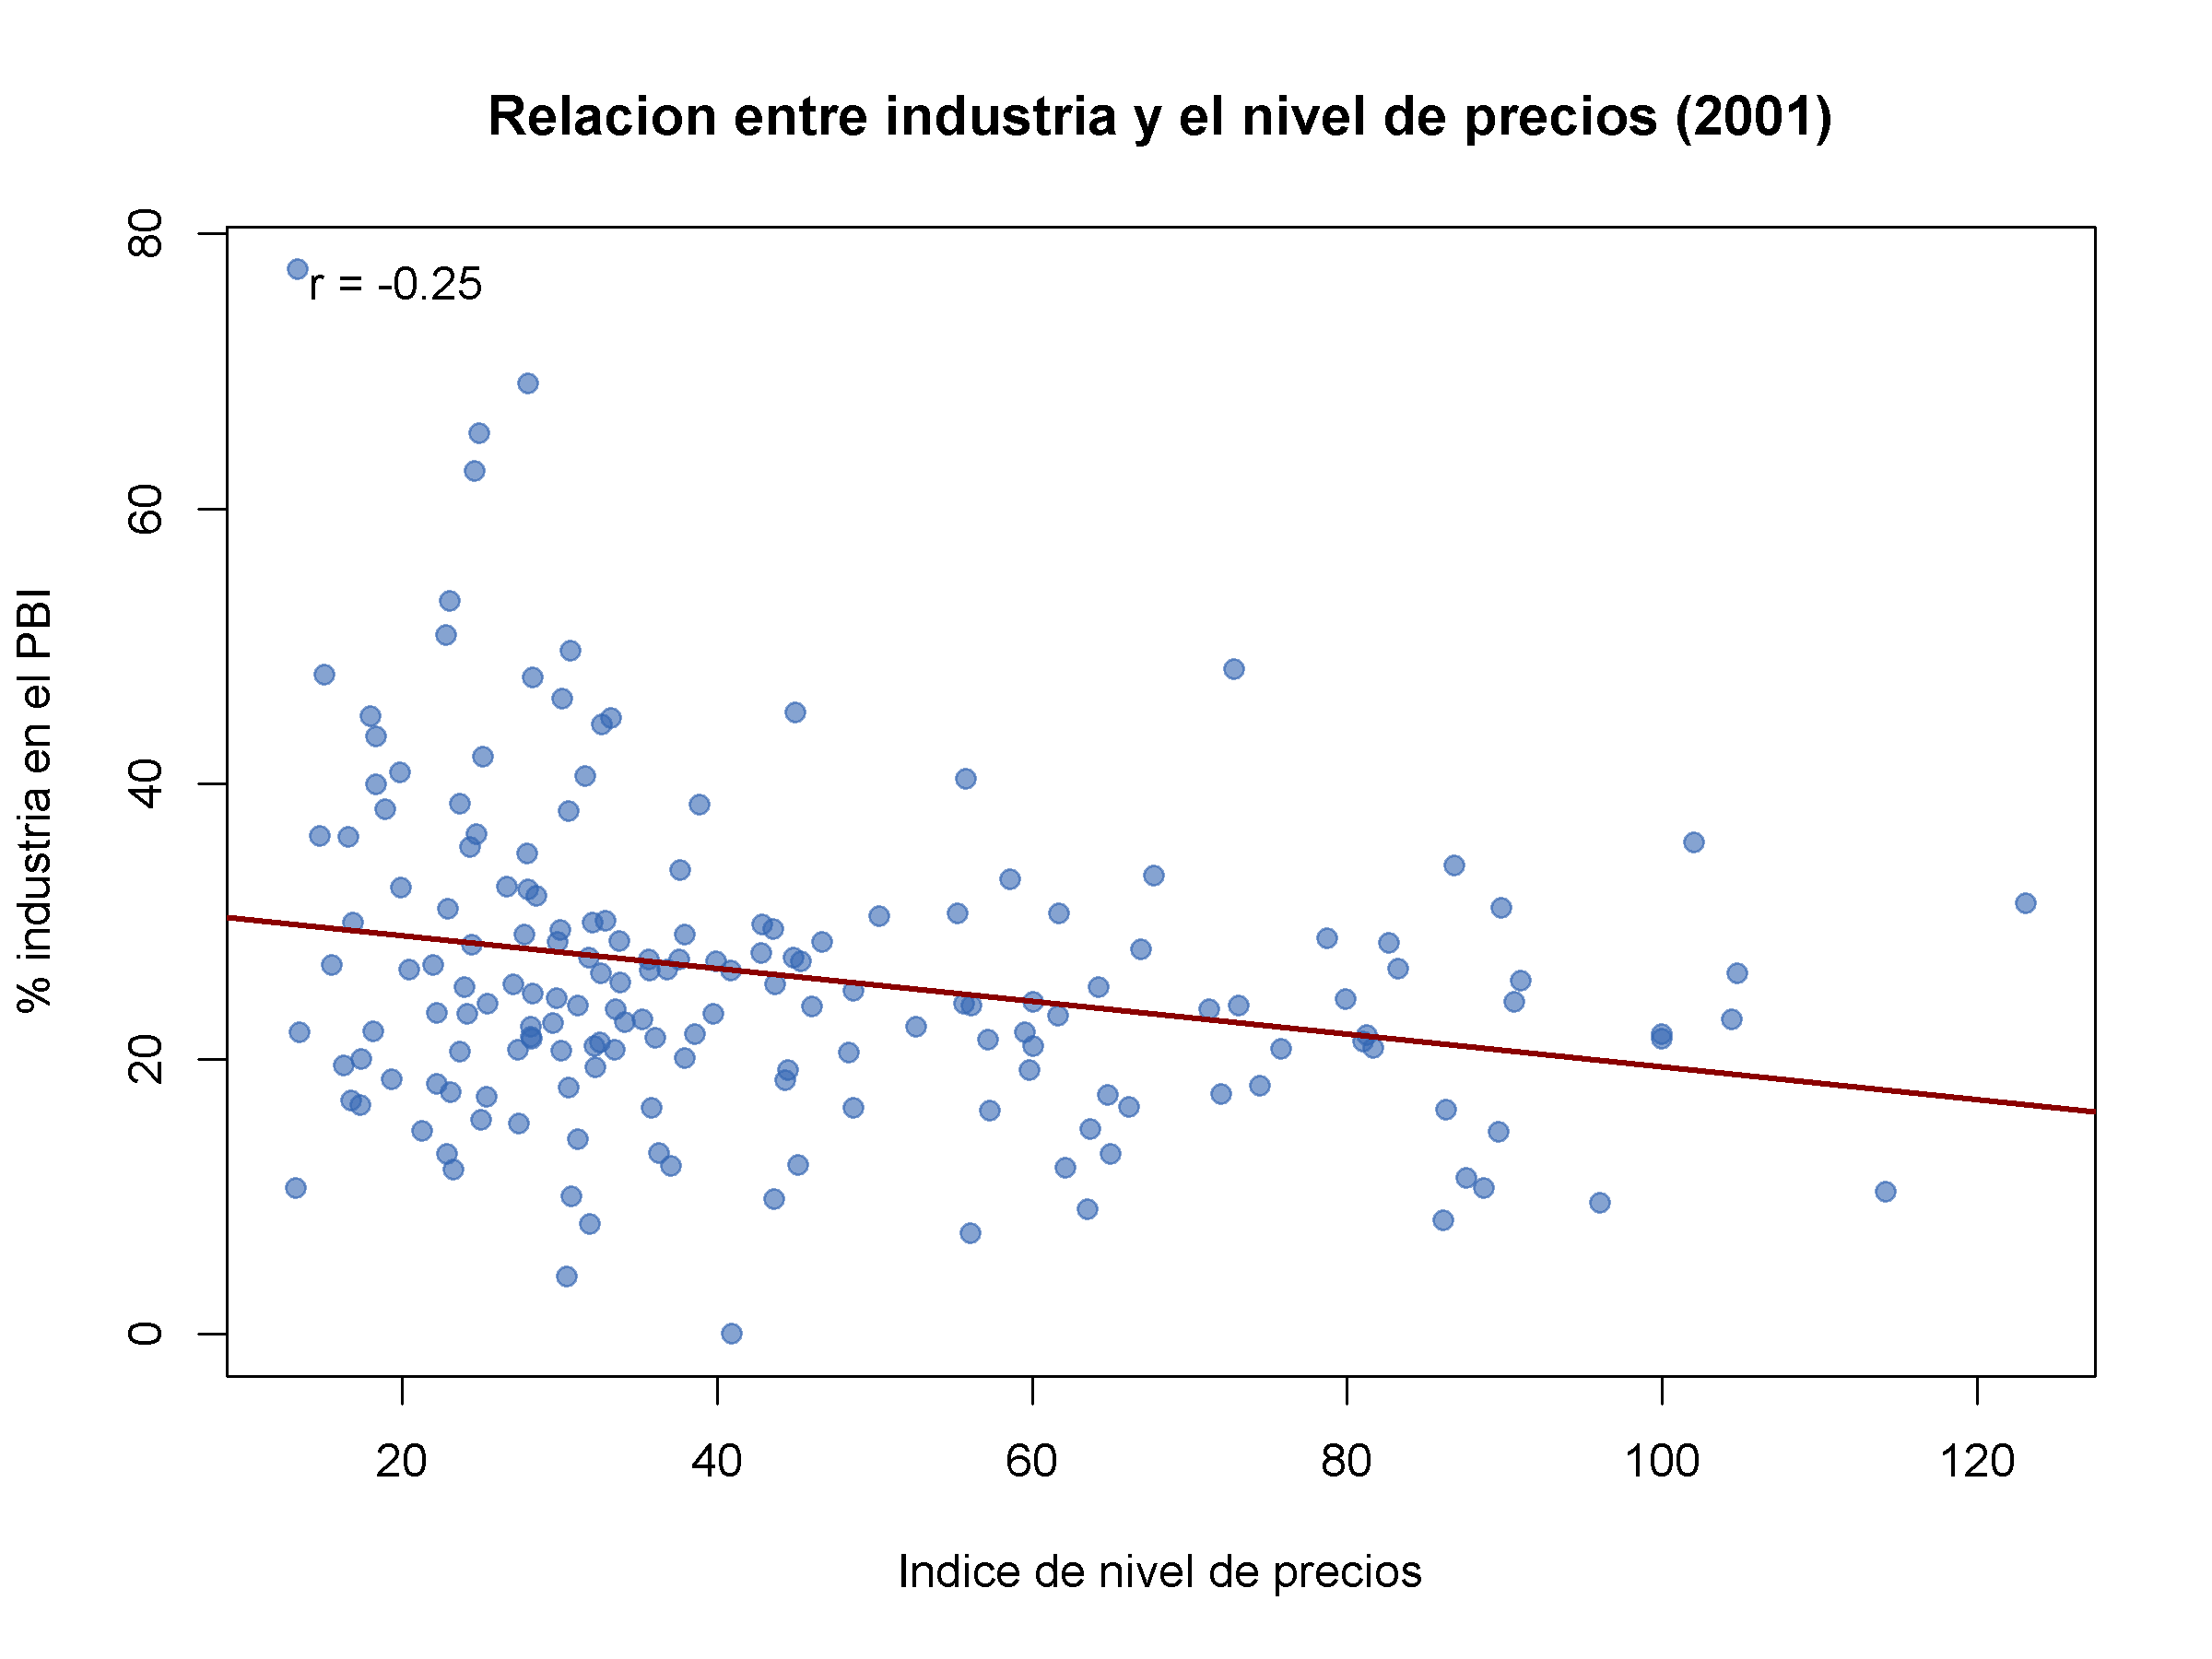 Relacion entre industria y el nivel de precios (2001)
r = -0.25
% industria en el PBI
80
60
40
20
0
20 40 60 80 100 120
Indice de nivel de precios